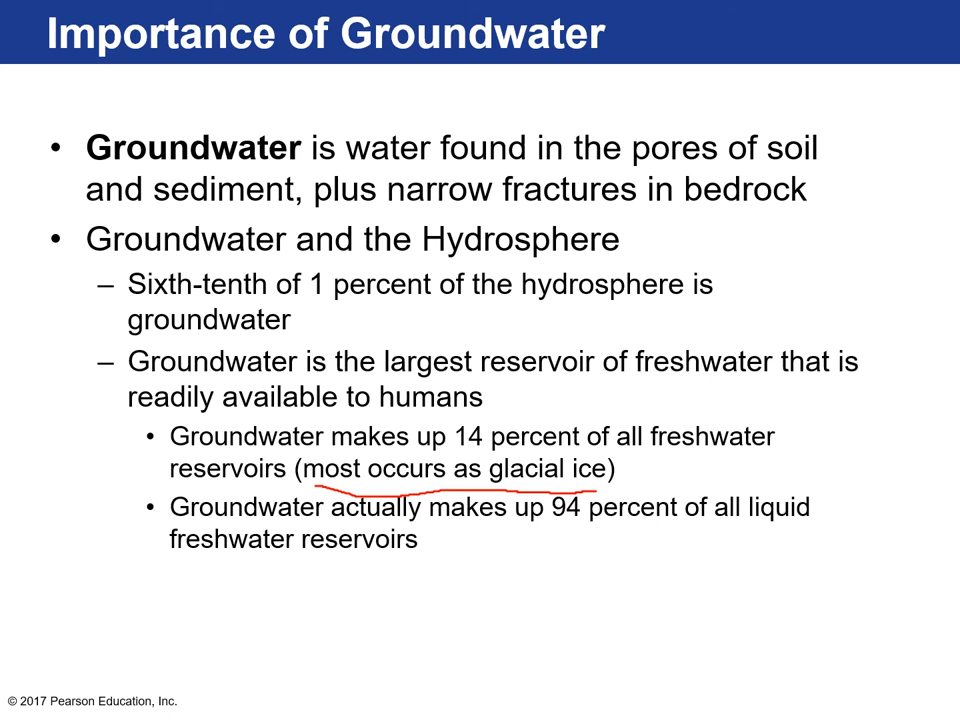 Importance of Groundwater
• Groundwater is water found in the pores of soil
and sediment, plus narrow fractures in bedrock
• Groundwater and the Hydrosphere
– Sixth-tenth of 1 percent of the hydrosphere is
groundwater
– Groundwater is the largest reservoir of freshwater that is
readily available to humans
• Groundwater makes up 14 percent of all freshwater
reservoirs (most occurs as glacial ice)
• Groundwater actually makes up 94 percent of all liquid
freshwater reservoirs
© 2017 Pearson Education, Inc.